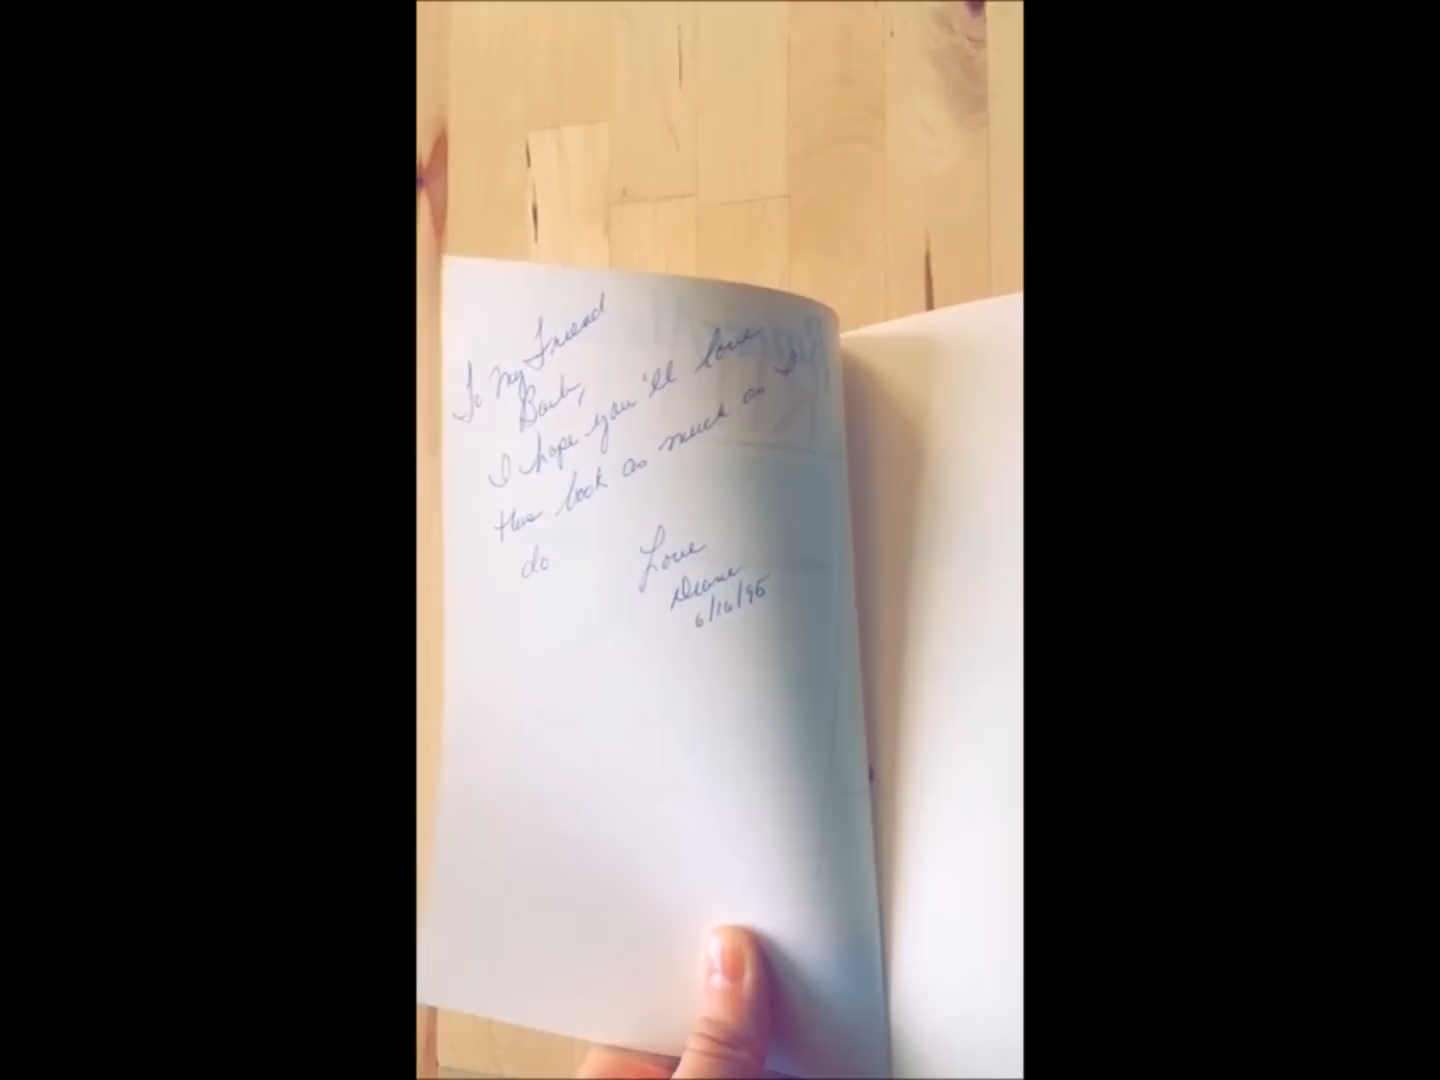 To My Friend
Barb,
I hope you'll love
this book as much as I
do
Love
Diane
6/16/95